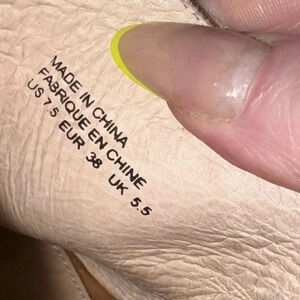 MADE IN CHINA
FABRIQUE EN CHINE
US 7.5 EUR 38 UK 5.5